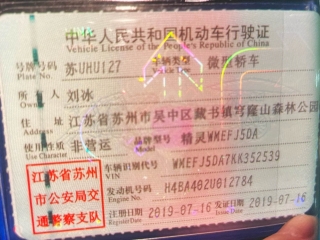 中华人民共和国机动车行驶证
Vehicle License of the People's Republic of China
号牌号码 苏UHU127 车辆类型 微型轿车
Plate No. Vehicle Type
所有人 刘冰
Owner
住址 江苏省苏州市吴中区藏书镇穹窿山森林公园
Address
使用性质 非营运 品牌型号 精灵WMEFJ5DA
Use Character Model
江苏省苏州市公安局交通警察支队
车辆识别代号 WMEFJ5DA7KK352539
VIN
发动机号码 H4BA402U012784
Engine No.
注册日期 2019-07-16 发证日期 2019-07-16
Register Date Issue Date